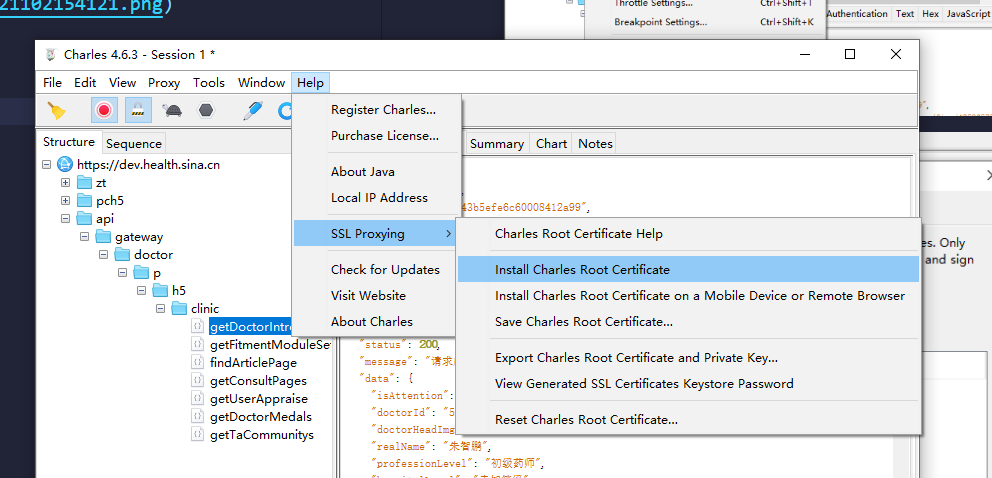 21102154121.png)
Throttle Settings... Ctrl+Shift+T
Breakpoint Settings... Ctrl+Shift+K
Authentication Text Hex JavaScript
Charles 4.6.3 - Session 1 *
File Edit View Proxy Tools Window Help
Register Charles...
Purchase License...
About Java
Local IP Address
SSL Proxying
Check for Updates
Visit Website
About Charles
Charles Root Certificate Help
Install Charles Root Certificate
Install Charles Root Certificate on a Mobile Device or Remote Browser
Save Charles Root Certificate...
Export Charles Root Certificate and Private Key...
View Generated SSL Certificates Keystore Password
Reset Charles Root Certificate...
Structure Sequence
Summary Chart Notes
https://dev.health.sina.cn
zt
pch5
api
gateway
doctor
p
h5
clinic
getDoctorIntro
getFitmentModuleSe
findArticlePage
getConsultPages
getUserAppraise
getDoctorMedals
getTaCommunitys
43b5efe6c60008412a99",
"status": 200,
"message": "请求
"data": {
"isAttention":
"doctorId": "5
"doctorHeadImg
"realName": "朱智鹏",
"professionLevel": "初级药师",
es. Only
and sign